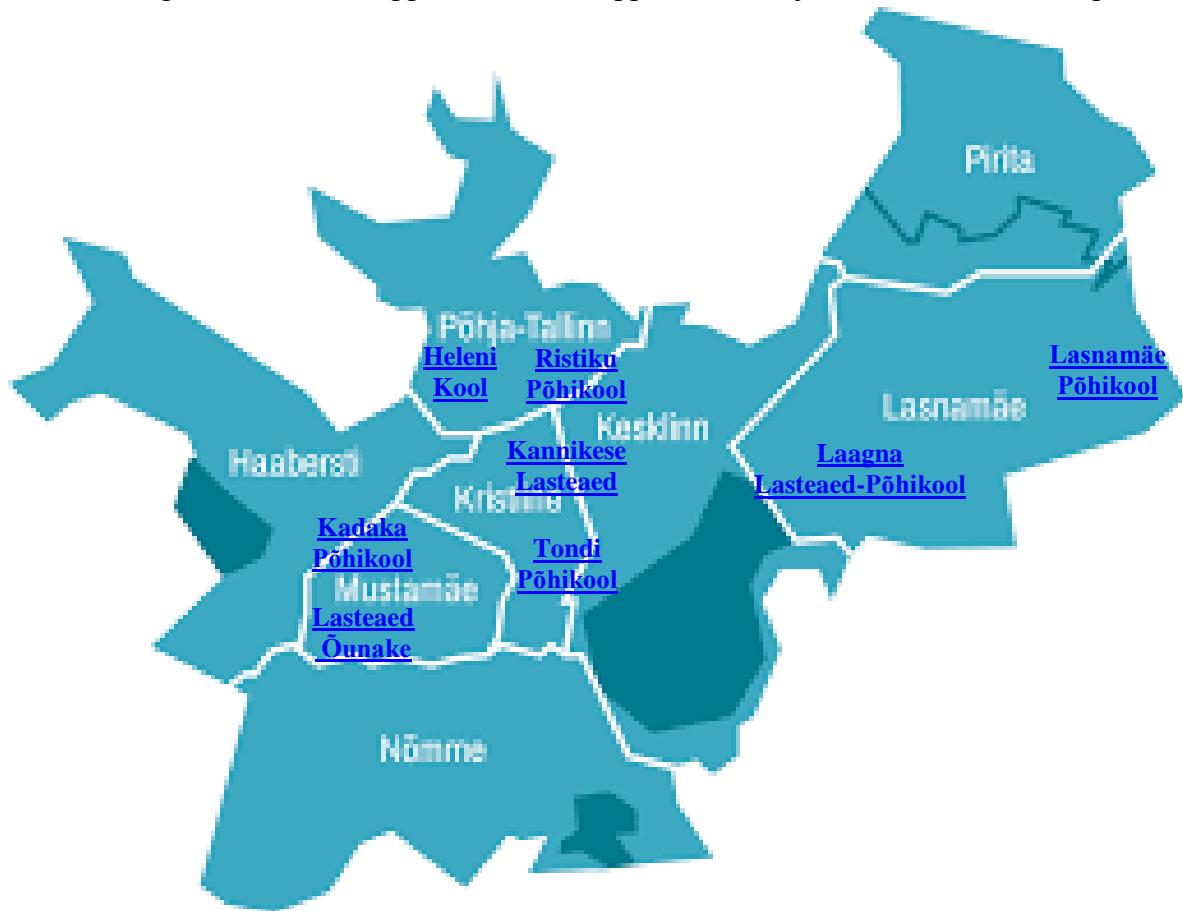 Pirita
Põhja-Tallinn
Heleni
Kool
Ristiku
Põhikool
Lasnamäe
Põhikool
Lasnamäe
Kesklinn
Haabersti
Kannikese
Lasteaed
Kristiine
Laagna
Lasteaed-Põhikool
Kadaka
Põhikool
Tondi
Põhikool
Mustamäe
Lasteaed
Õunake
Nõmme